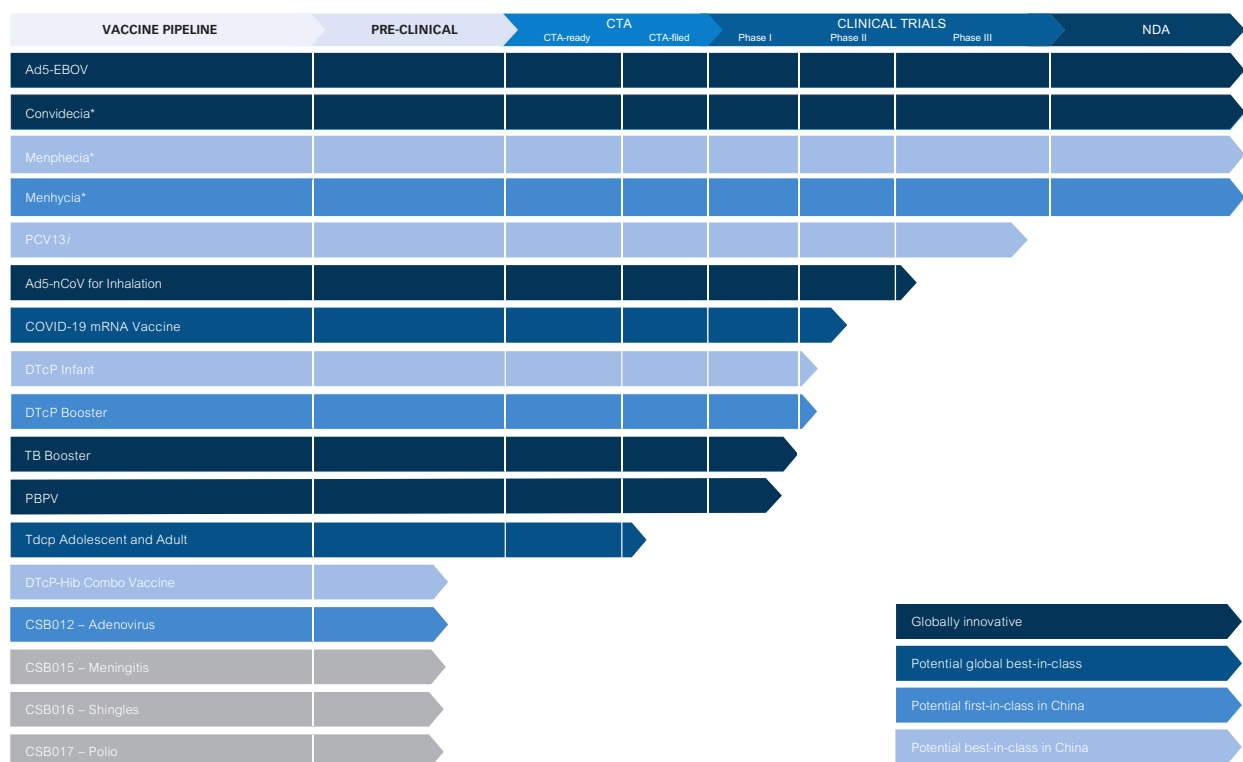 VACCINE PIPELINE
PRE-CLINICAL
CTA
CTA-ready
CTA-filed
CLINICAL TRIALS
Phase I
Phase II
Phase III
NDA
Ad5-EBOV
Convidecia*
Menphecia*
Menhycia*
PCV13i
Ad5-nCoV for Inhalation
COVID-19 mRNA Vaccine
DTcP Infant
DTcP Booster
TB Booster
PBPV
Tdcp Adolescent and Adult
DTcP-Hib Combo Vaccine
CSB012 – Adenovirus
CSB015 – Meningitis
CSB016 – Shingles
CSB017 – Polio
Globally innovative
Potential global best-in-class
Potential first-in-class in China
Potential best-in-class in China